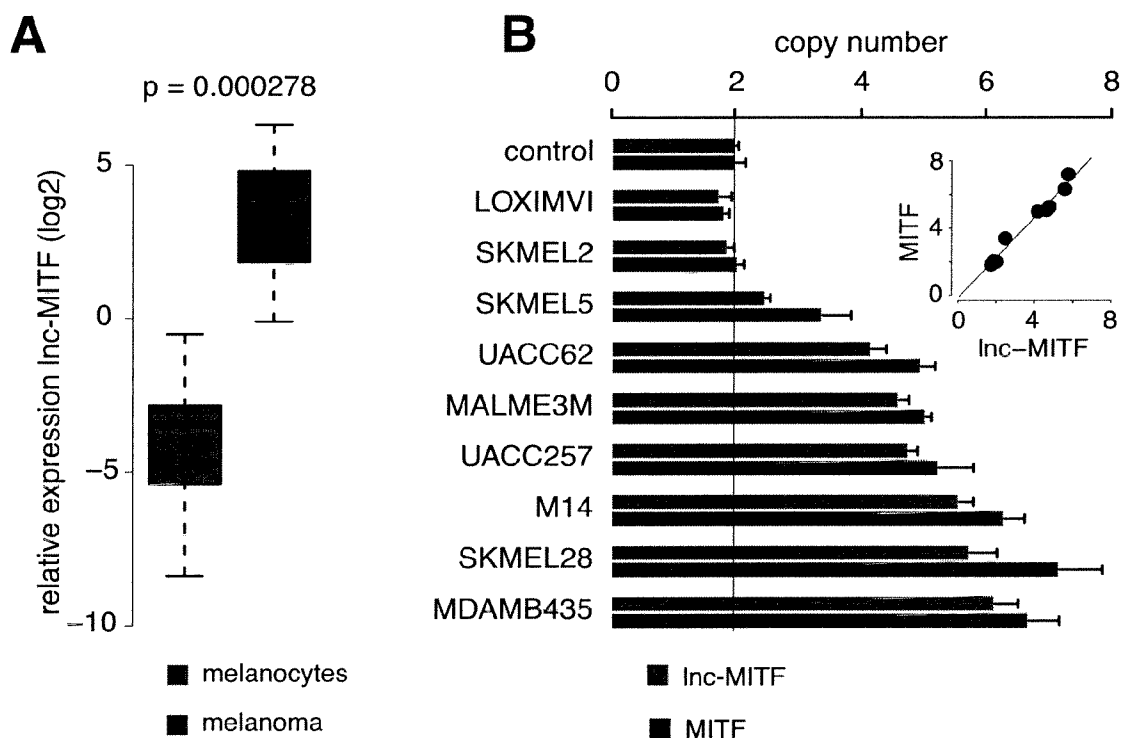 A
p = 0.000278
relative expression lnc-MITF (log2)
5
0
−5
−10
melanocytes
melanoma
B
copy number
0 2 4 6 8
control
LOXIMVI
SKMEL2
SKMEL5
UACC62
MALME3M
UACC257
M14
SKMEL28
MDAMB435
MITF
8
4
0
0 4 8
lnc−MITF
lnc-MITF
MITF